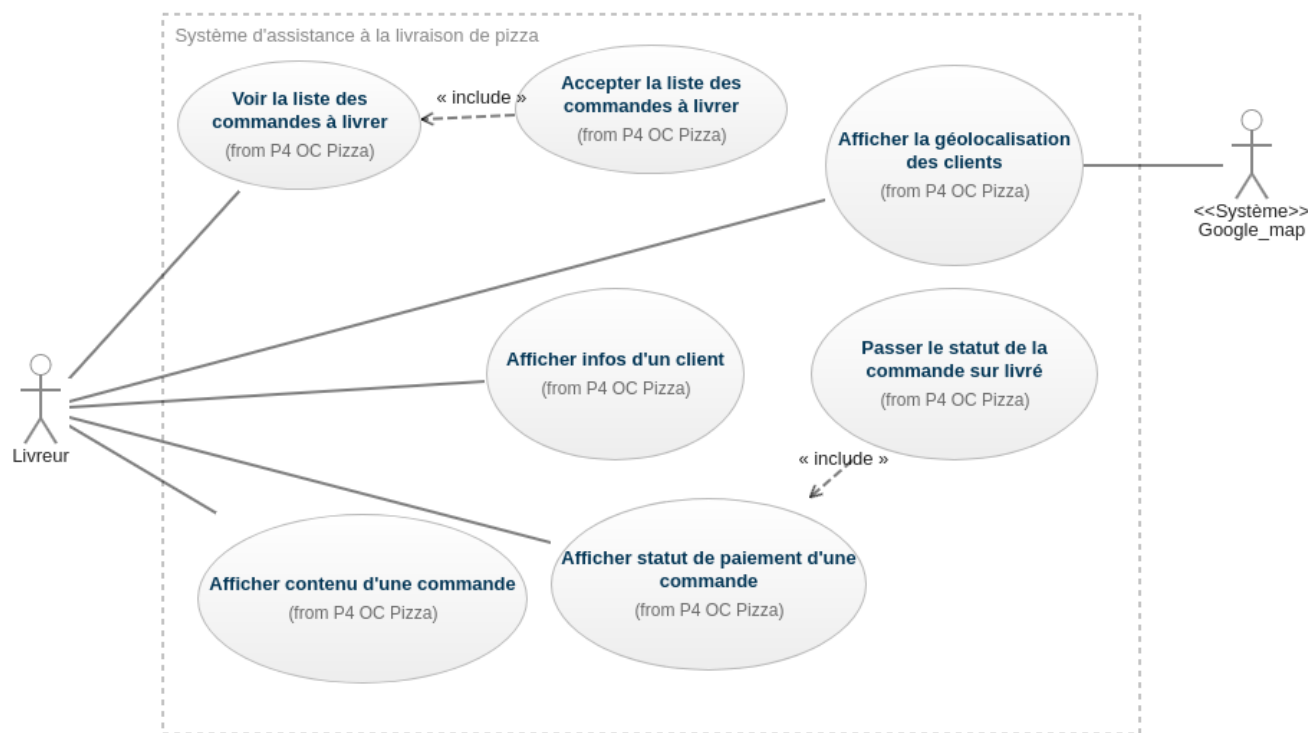 Système d'assistance à la livraison de pizza
Voir la liste des
commandes à livrer
(from P4 OC Pizza)
« include »
Accepter la liste des
commandes à livrer
(from P4 OC Pizza)
Afficher la géolocalisation
des clients
(from P4 OC Pizza)
<<Système>>
Google_map
Afficher infos d'un client
(from P4 OC Pizza)
Passer le statut de la
commande sur livré
(from P4 OC Pizza)
Livreur
« include »
Afficher contenu d'une commande
(from P4 OC Pizza)
Afficher statut de paiement d'une
commande
(from P4 OC Pizza)